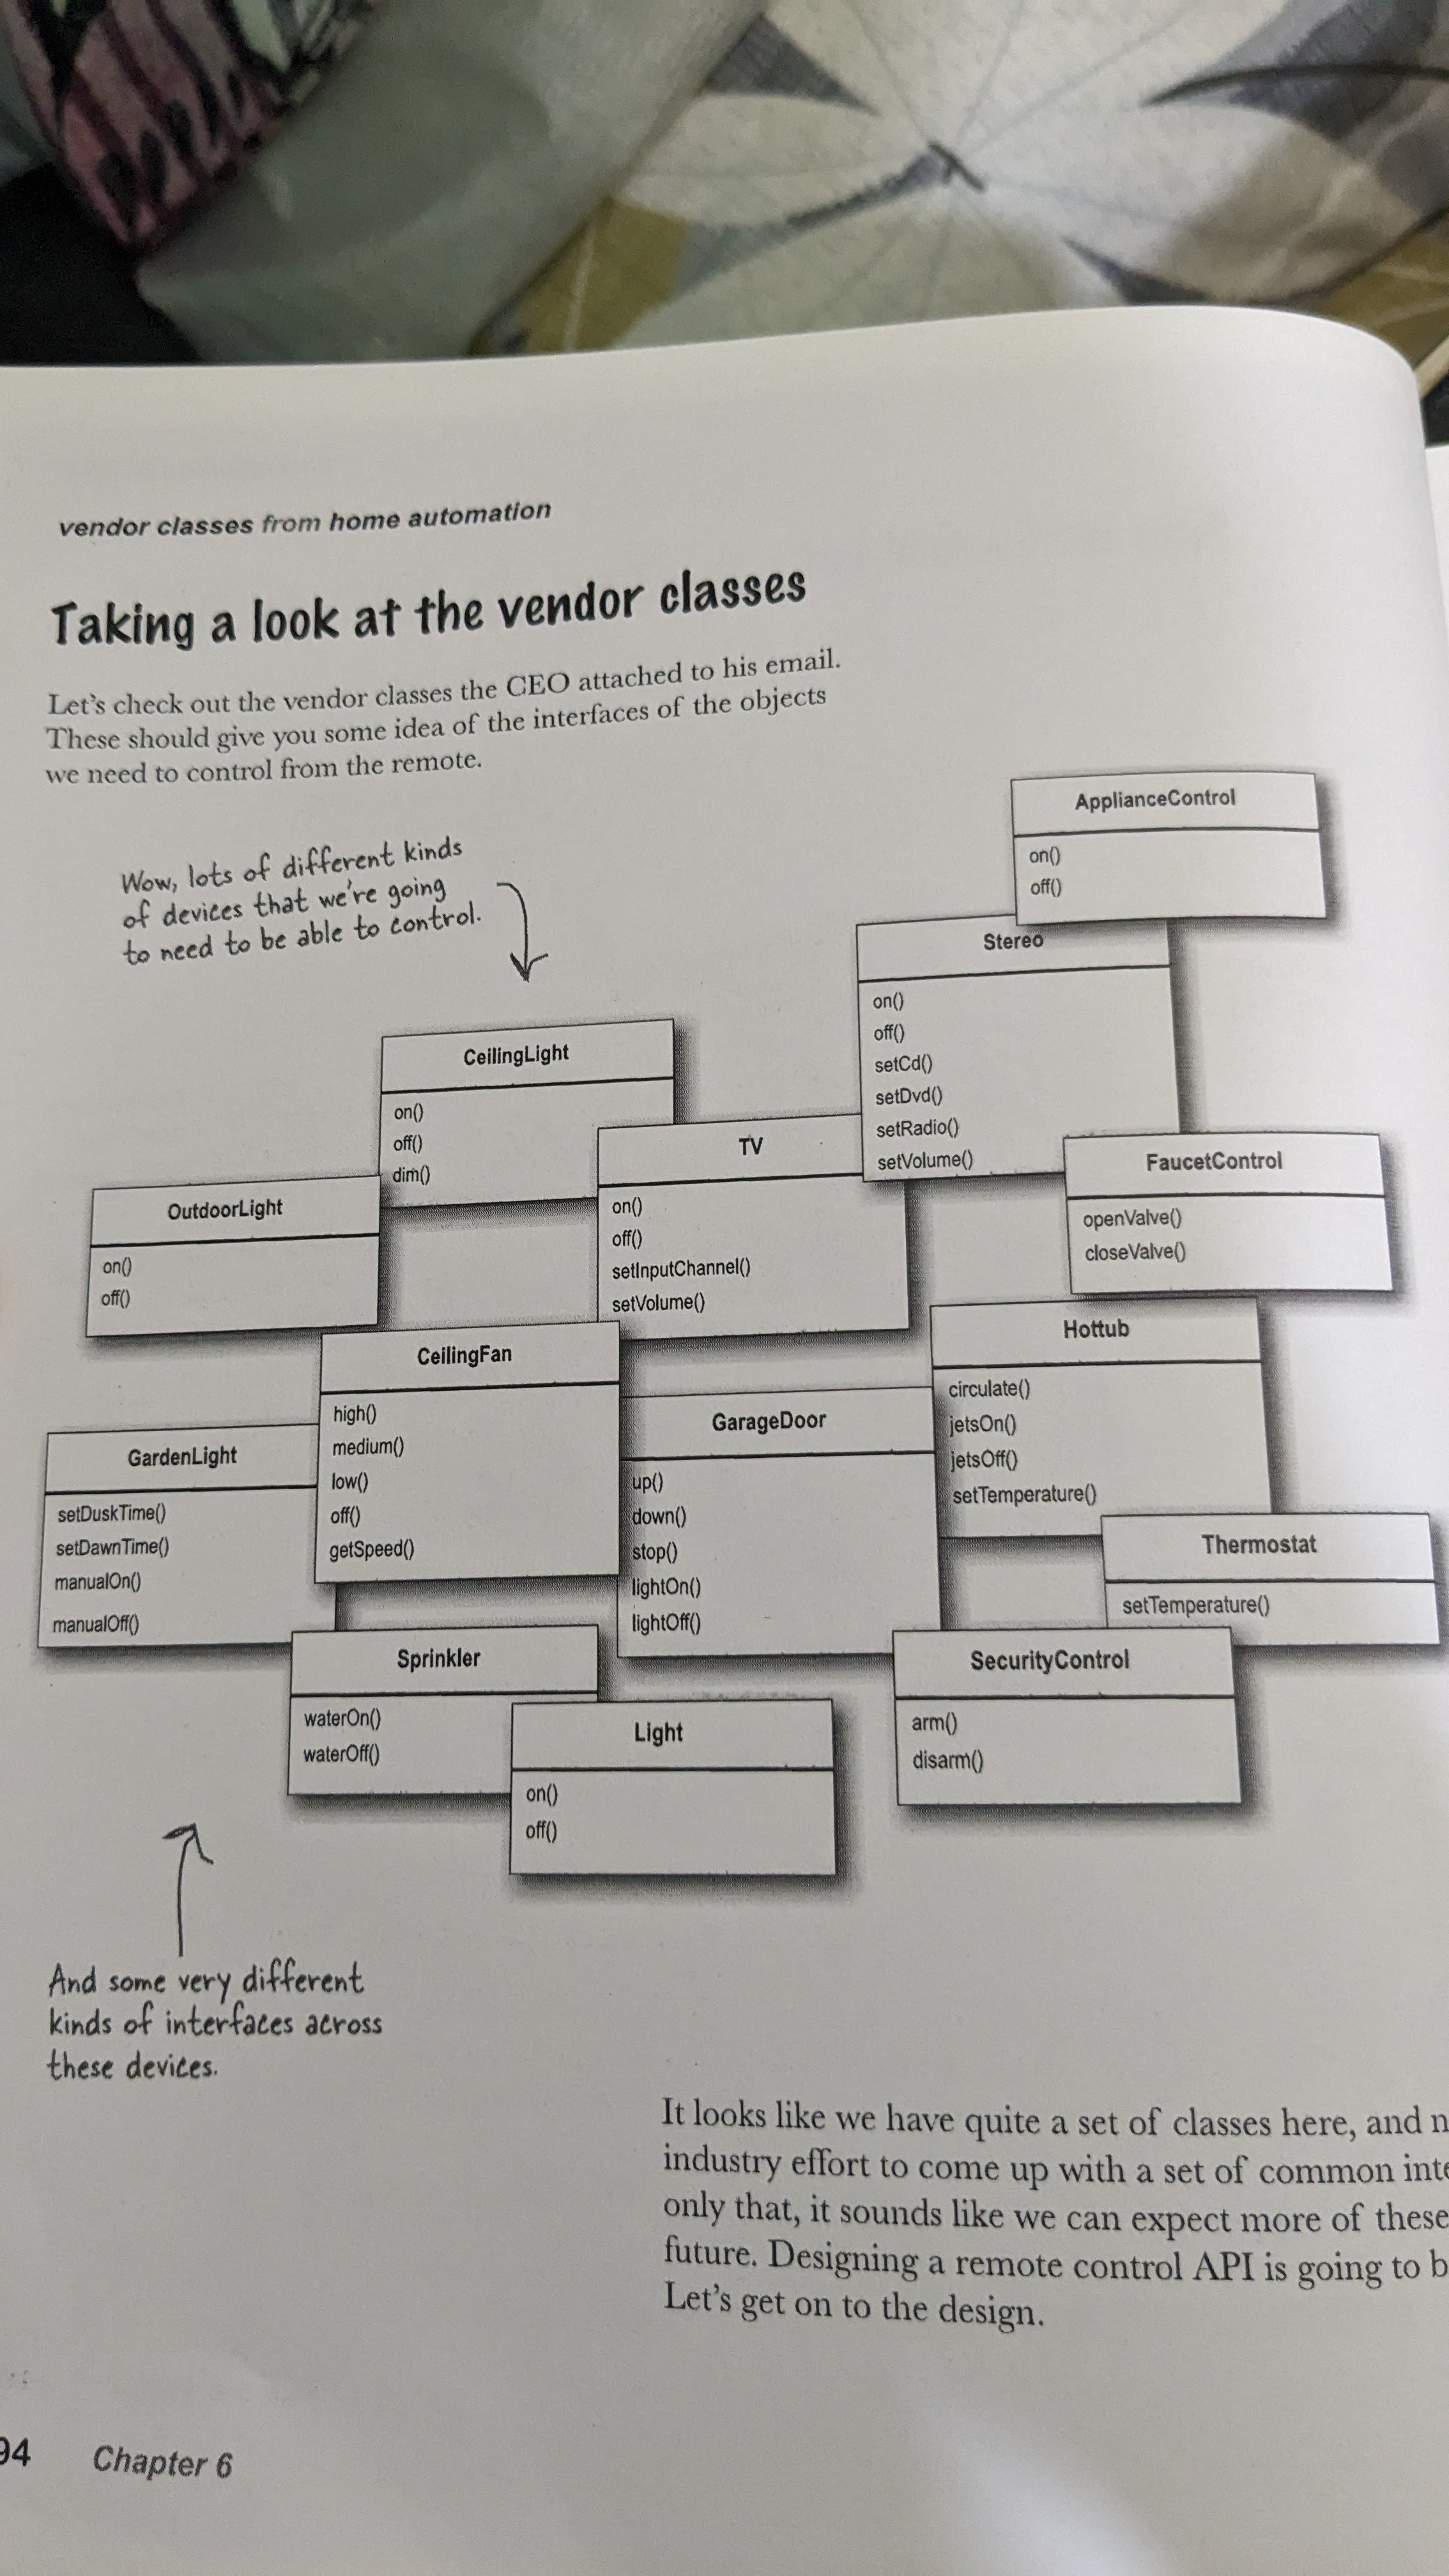 vendor classes from home automation
Taking a look at the vendor classes
Let's check out the vendor classes the CEO attached to his email.
These should give you some idea of the interfaces of the objects
we need to control from the remote.
Wow, lots of different kinds
of devices that we're going
to need to be able to control.
ApplianceControl
on()
off()
Stereo
on()
off()
setCd()
setDvd()
setRadio()
setVolume()
CeilingLight
on()
off()
dim()
TV
on()
off()
setInputChannel()
setVolume()
FaucetControl
openValve()
closeValve()
OutdoorLight
on()
off()
CeilingFan
high()
medium()
low()
off()
getSpeed()
Hottub
circulate()
jetsOn()
jetsOff()
setTemperature()
GardenLight
setDuskTime()
setDawnTime()
manualOn()
manualOff()
GarageDoor
up()
down()
stop()
lightOn()
lightOff()
Thermostat
setTemperature()
Sprinkler
waterOn()
waterOff()
Light
on()
off()
SecurityControl
arm()
disarm()
And some very different
kinds of interfaces across
these devices.
It looks like we have quite a set of classes here, and n
industry effort to come up with a set of common inte
only that, it sounds like we can expect more of these
future. Designing a remote control API is going to b
Let's get on to the design.
94 Chapter 6